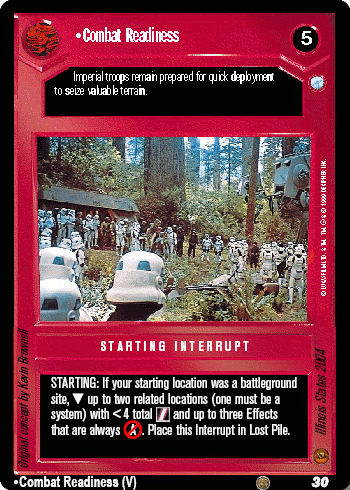 •Combat Readiness
5
Imperial troops remain prepared for quick deployment
to seize valuable terrain.
STARTING INTERRUPT
STARTING: If your starting location was a battleground
site, ▼ up to two related locations (one must be a
system) with < 4 total and up to three Effects
that are always . Place this Interrupt in Lost Pile.
Original concept by Kevin Brownell
Illinois States 2004
•Combat Readiness (V)
30